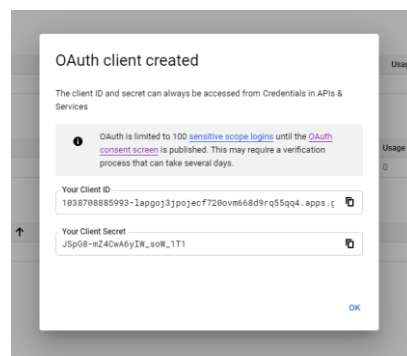 OAuth client created
Usag
The client ID and secret can always be accessed from Credentials in APIs &
Services
OAuth is limited to 100 sensitive scope logins until the OAuth
consent screen is published. This may require a verification
process that can take several days.
Usage
0
Your Client ID
1038708885993-lapgoj3jpojecf720ovm668d9rq55qq4.apps.g
Your Client Secret
JSpG8-mZ4CwA6yIW_soW_1T1
OK